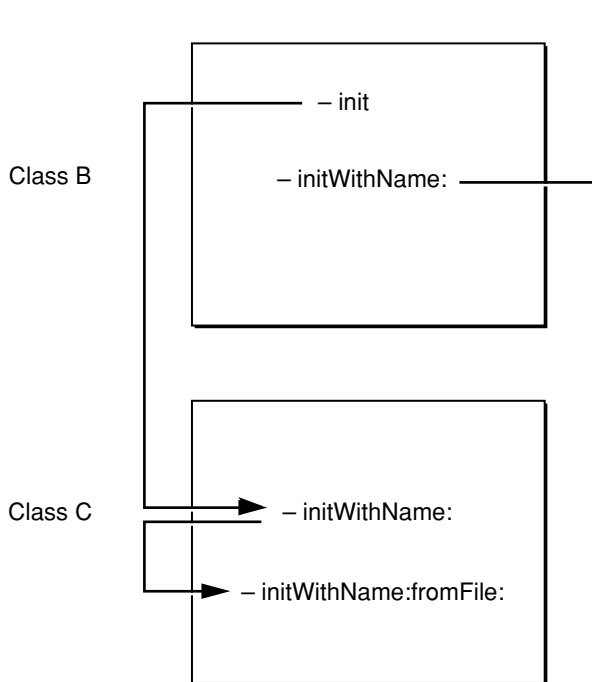 – init
Class B
– initWithName:
Class C
– initWithName:
– initWithName:fromFile: